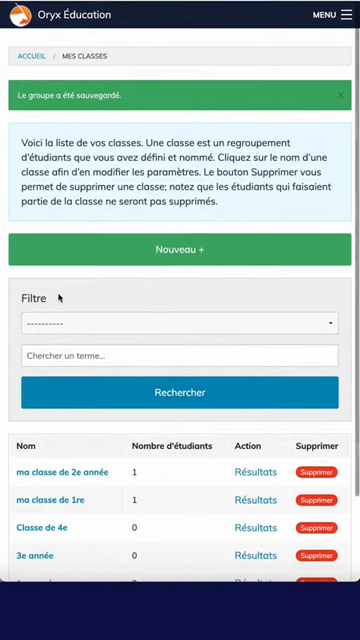 Oryx Éducation
MENU
ACCUEIL / MES CLASSES
Le groupe a été sauvegardé. ×
Voici la liste de vos classes. Une classe est un regroupement
d'étudiants que vous avez défini et nommé. Cliquez sur le nom d'une
classe afin d'en modifier les paramètres. Le bouton Supprimer vous
permet de supprimer une classe; notez que les étudiants qui faisaient
partie de la classe ne seront pas supprimés.
Nouveau +
Filtre
----------
Chercher un terme...
Rechercher
Nom Nombre d'étudiants Action Supprimer
ma classe de 2e année 1 Résultats Supprimer
ma classe de 1re 1 Résultats Supprimer
Classe de 4e 0 Résultats Supprimer
3e année 0 Résultats Supprimer